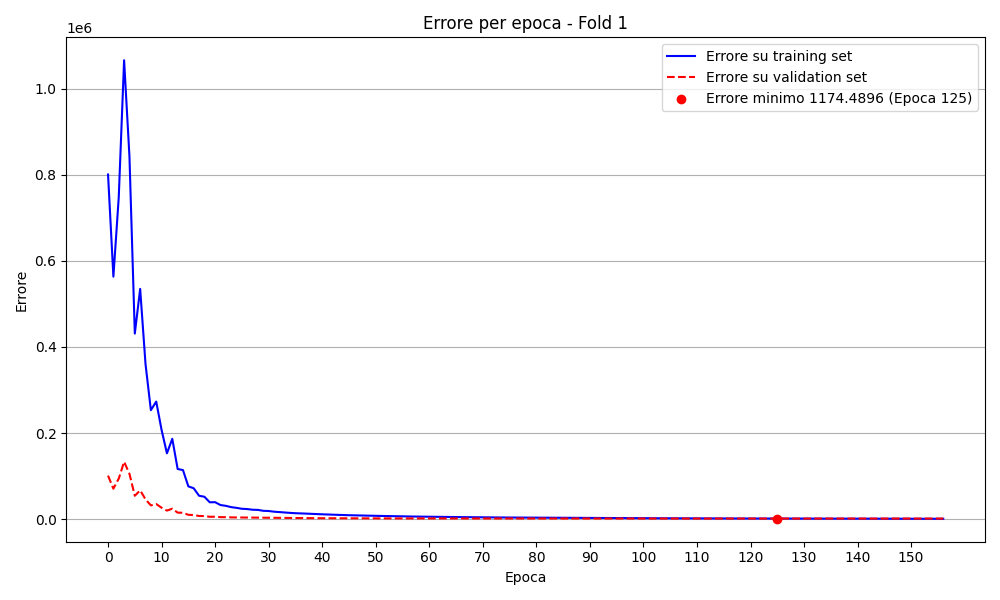 Errore per epoca - Fold 1
1e6
Errore su training set
Errore su validation set
Errore minimo 1174.4896 (Epoca 125)
1.0
0.8
0.6
0.4
0.2
0.0
Errore
0 10 20 30 40 50 60 70 80 90 100 110 120 130 140 150
Epoca